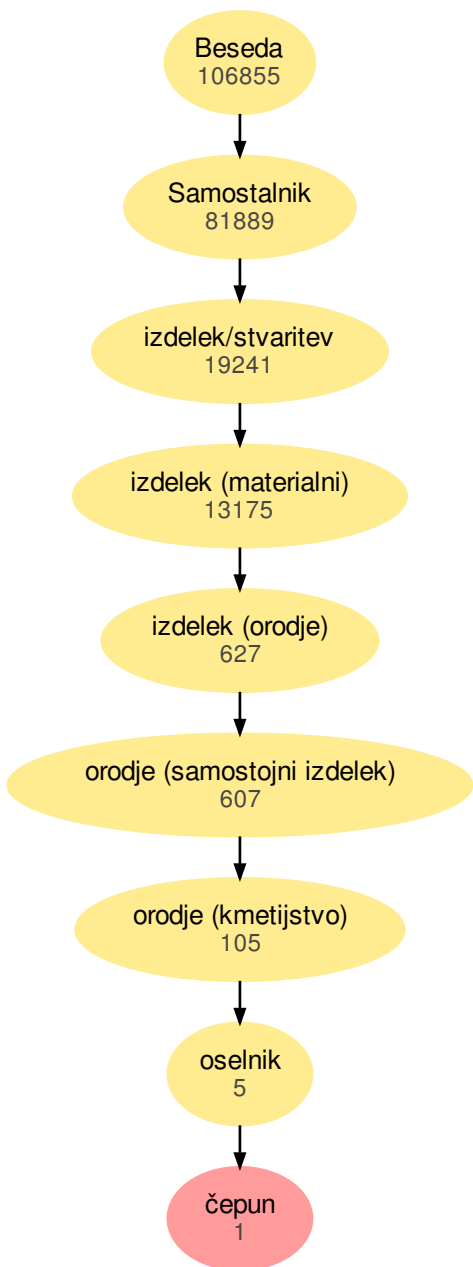 Beseda
106855
Samostalnik
81889
izdelek/stvaritev
19241
izdelek (materialni)
13175
izdelek (orodje)
627
orodje (samostojni izdelek)
607
orodje (kmetijstvo)
105
oselnik
5
čepun
1